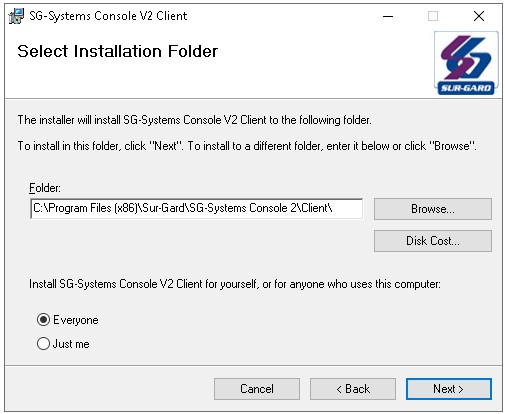 SG-Systems Console V2 Client
Select Installation Folder
SUR-GARD
The installer will install SG-Systems Console V2 Client to the following folder.
To install in this folder, click "Next". To install to a different folder, enter it below or click "Browse".
Folder:
C:\Program Files (x86)\Sur-Gard\SG-Systems Console 2\Client\
Browse...
Disk Cost...
Install SG-Systems Console V2 Client for yourself, or for anyone who uses this computer:
Everyone
Just me
Cancel
< Back
Next >